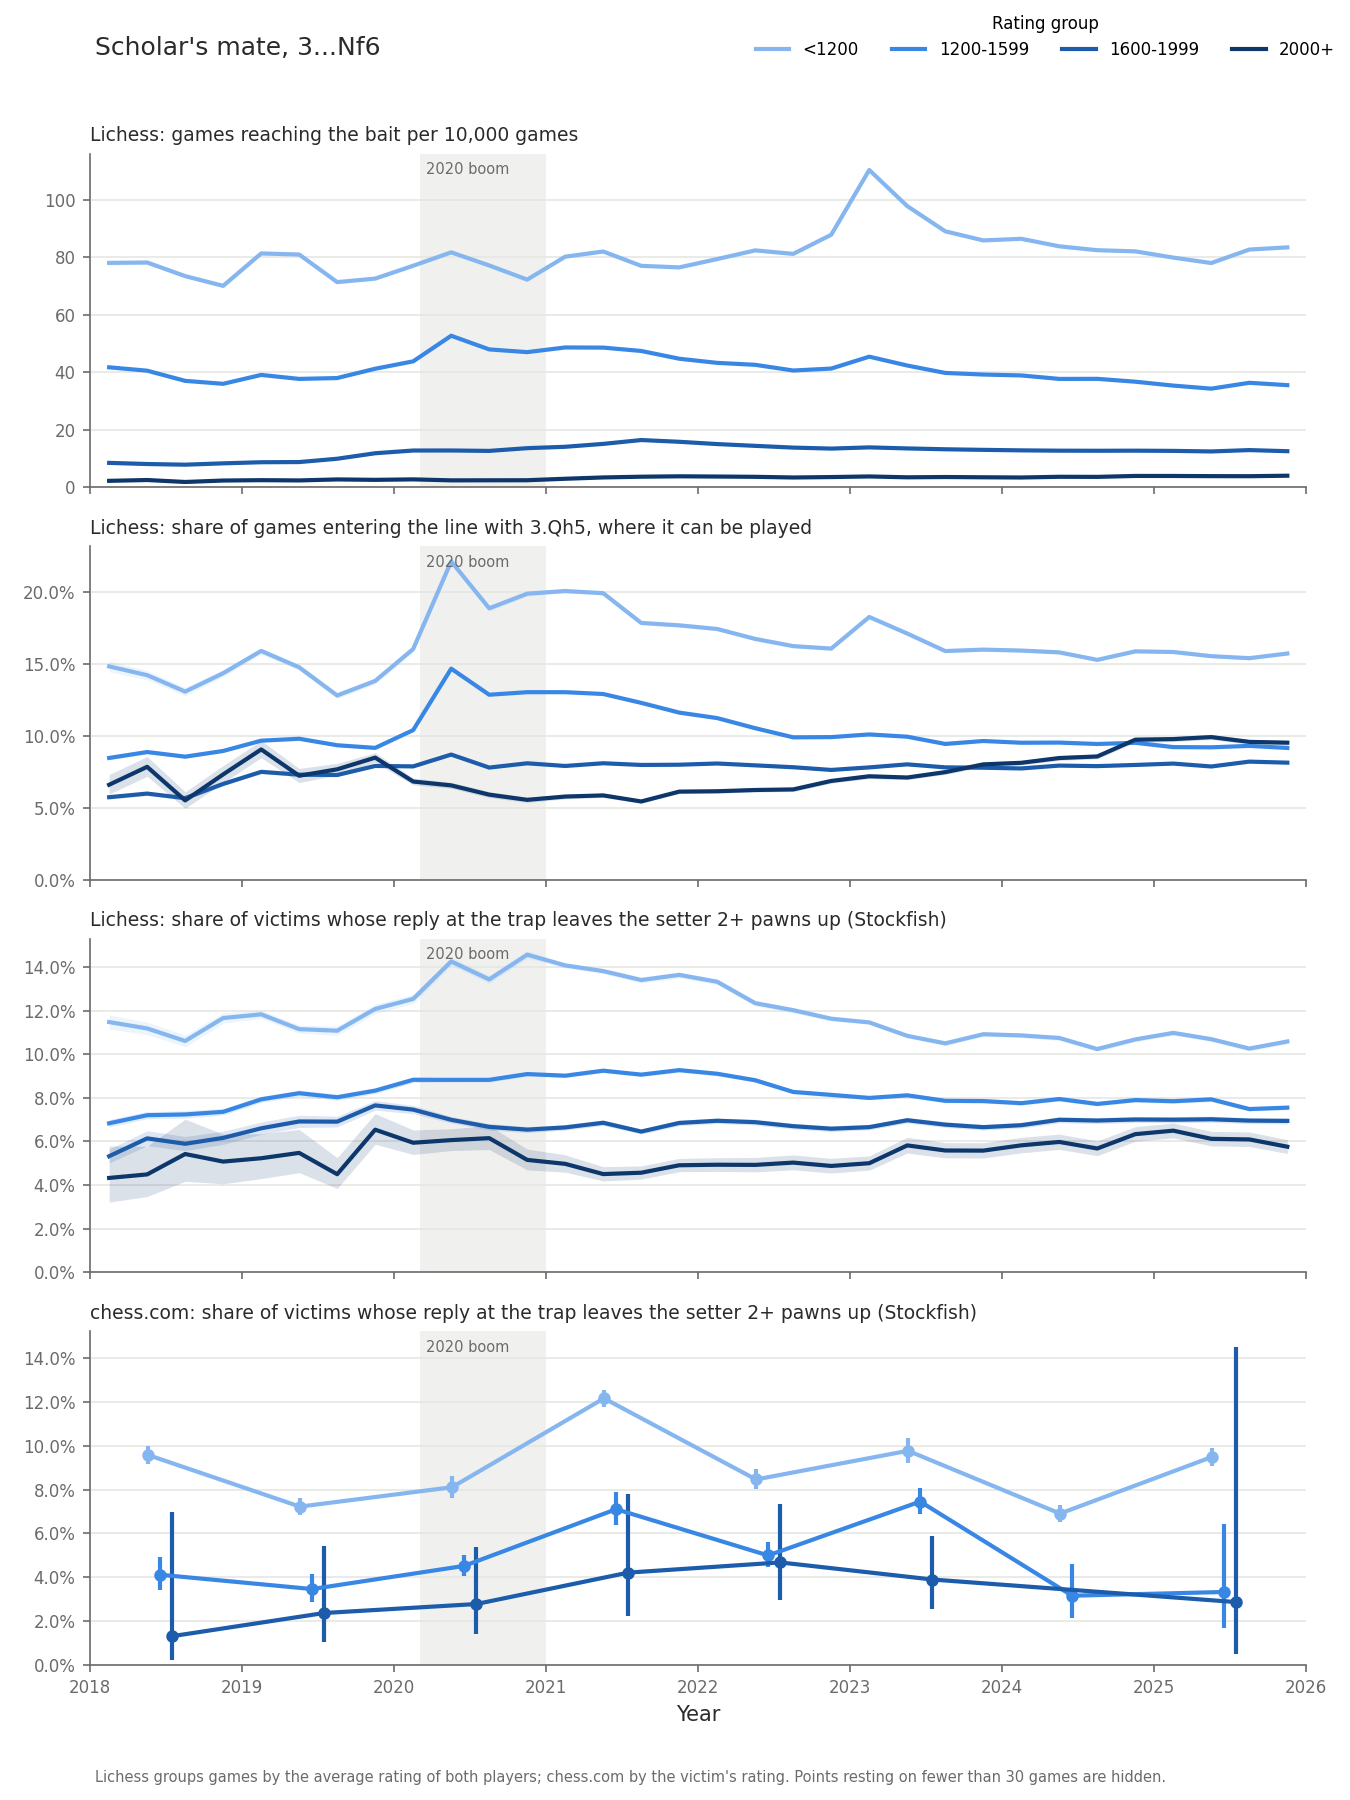 Scholar's mate, 3...Nf6
Rating group
<1200 1200-1599 1600-1999 2000+
Lichess: games reaching the bait per 10,000 games
2020 boom
100
80
60
40
20
0
Lichess: share of games entering the line with 3.Qh5, where it can be played
2020 boom
20.0%
15.0%
10.0%
5.0%
0.0%
Lichess: share of victims whose reply at the trap leaves the setter 2+ pawns up (Stockfish)
2020 boom
14.0%
12.0%
10.0%
8.0%
6.0%
4.0%
2.0%
0.0%
chess.com: share of victims whose reply at the trap leaves the setter 2+ pawns up (Stockfish)
2020 boom
14.0%
12.0%
10.0%
8.0%
6.0%
4.0%
2.0%
0.0%
2018 2019 2020 2021 2022 2023 2024 2025 2026
Year
Lichess groups games by the average rating of both players; chess.com by the victim's rating. Points resting on fewer than 30 games are hidden.